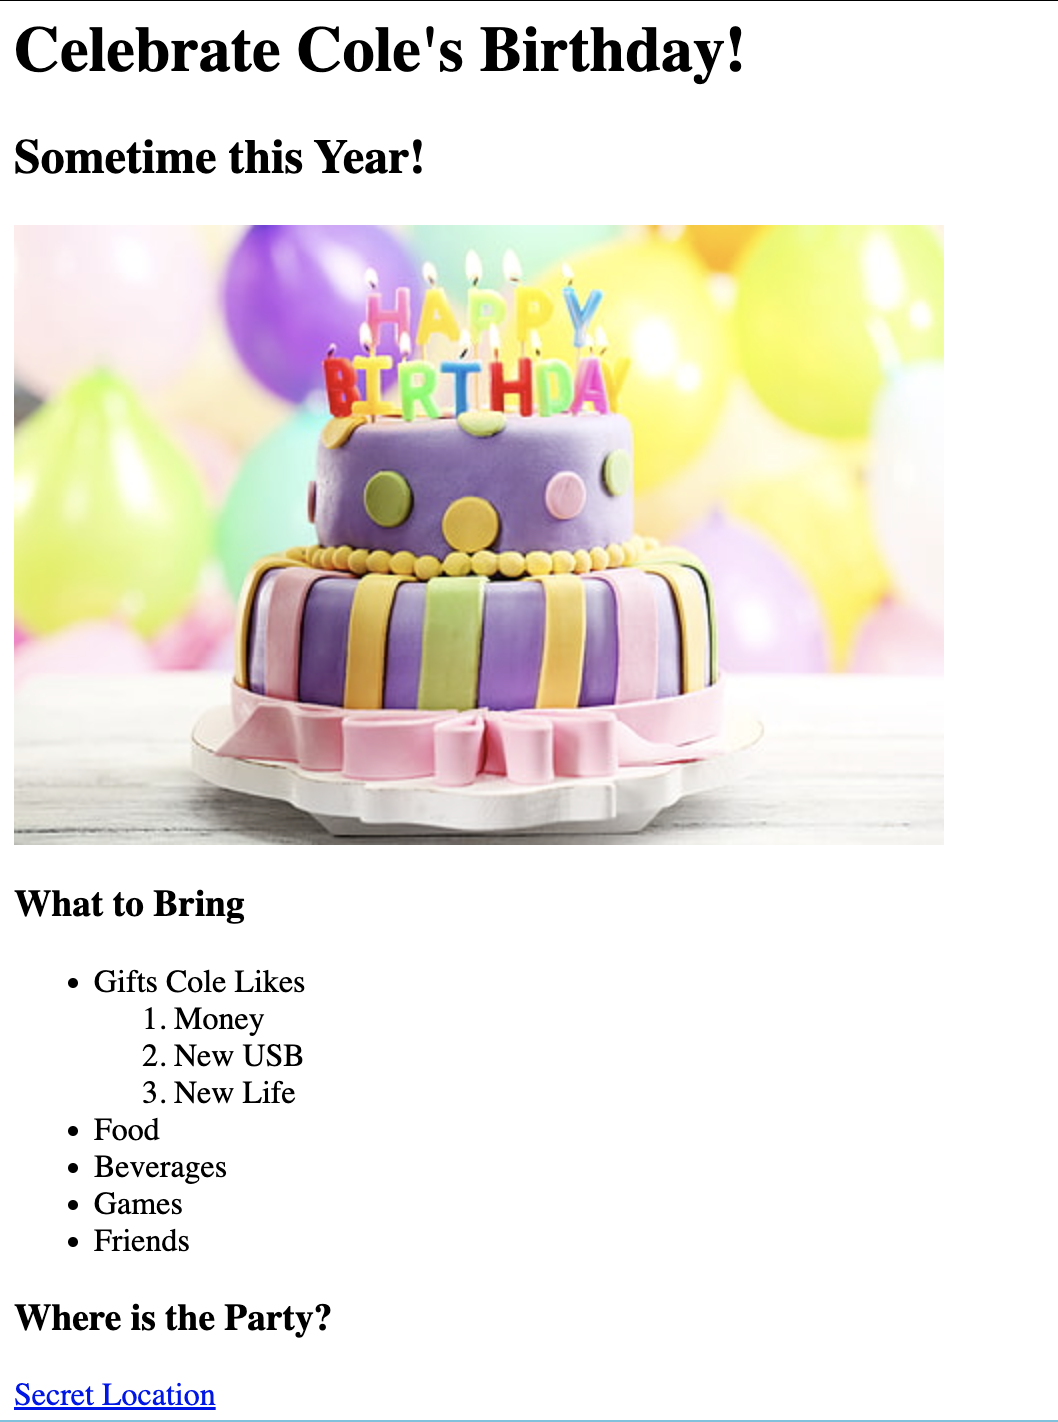 Celebrate Cole's Birthday!
Sometime this Year!
HAPPY
BIRTHDAY
What to Bring
• Gifts Cole Likes
1. Money
2. New USB
3. New Life
• Food
• Beverages
• Games
• Friends
Where is the Party?
Secret Location